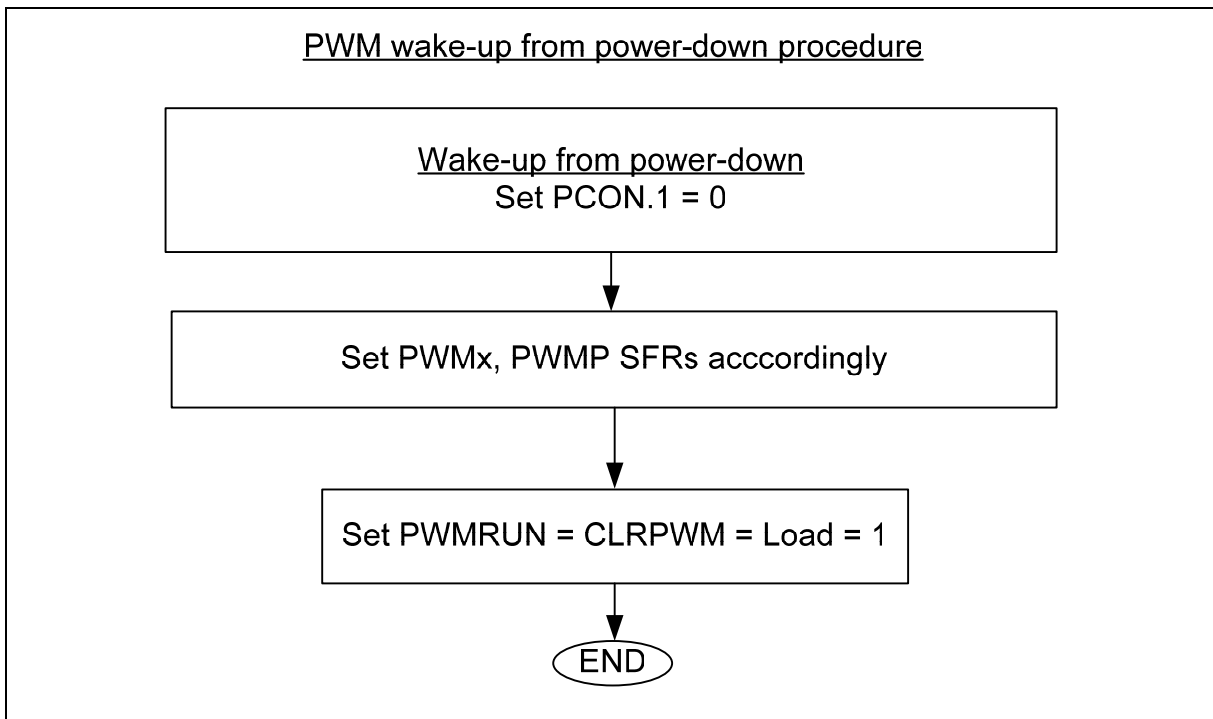 PWM wake-up from power-down procedure
Wake-up from power-down
Set PCON.1 = 0
Set PWMx, PWMP SFRs acccordingly
Set PWMRUN = CLRPWM = Load = 1
END